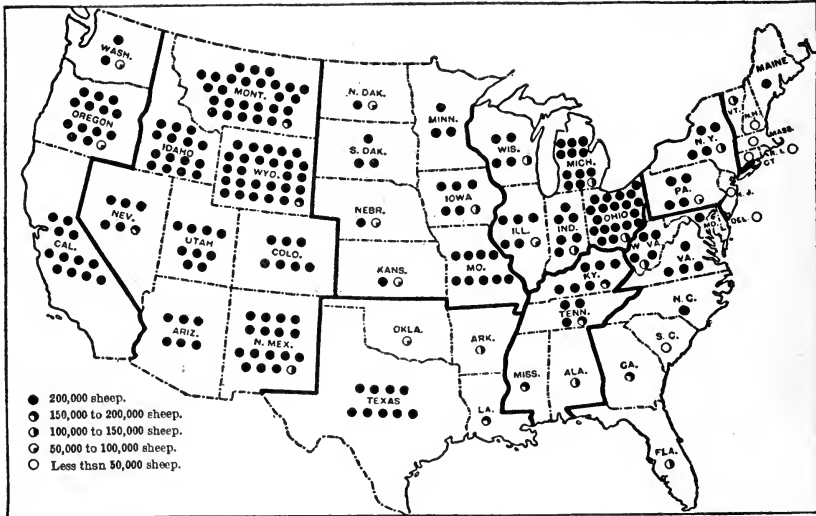 WASH.
MONT.
N. DAK.
MINN.
MAINE
VT.
N.H.
MASS.
OREGON
IDAHO
WYO.
S. DAK.
WIS.
MICH.
N. Y.
R. I.
CT.
NEV.
NEBR.
IOWA
PA.
N. J.
CAL.
UTAH
COLO.
ILL.
IND.
OHIO
MD.
DEL.
KANS.
MO.
W. VA.
VA.
KY.
ARIZ.
N. MEX.
OKLA.
ARK.
TENN.
N. C.
S. C.
TEXAS
LA.
MISS.
ALA.
GA.
FLA.
200,000 sheep.
150,000 to 200,000 sheep.
100,000 to 150,000 sheep.
50,000 to 100,000 sheep.
Less than 50,000 sheep.